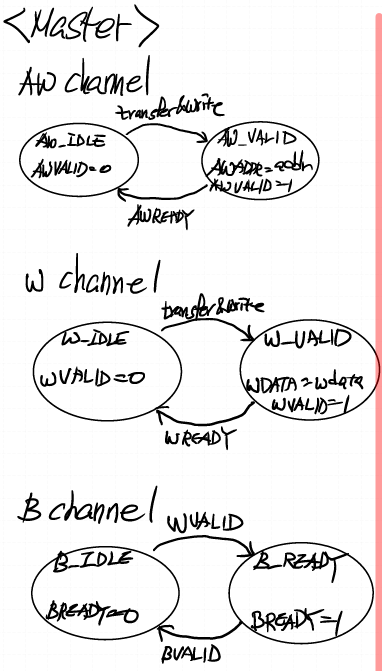 <Master>
AW channel
transfer&write
AW_IDLE
AWVALID=0
AW_VALID
AWADDR=addr
AWVALID=1
AWREADY
W channel
transfer&write
W_IDLE
WVALID=0
W_VALID
WDATA=wdata
WVALID=1
WREADY
B channel
WVALID
B_IDLE
BREADY=0
B_READY
BREADY=1
BVALID